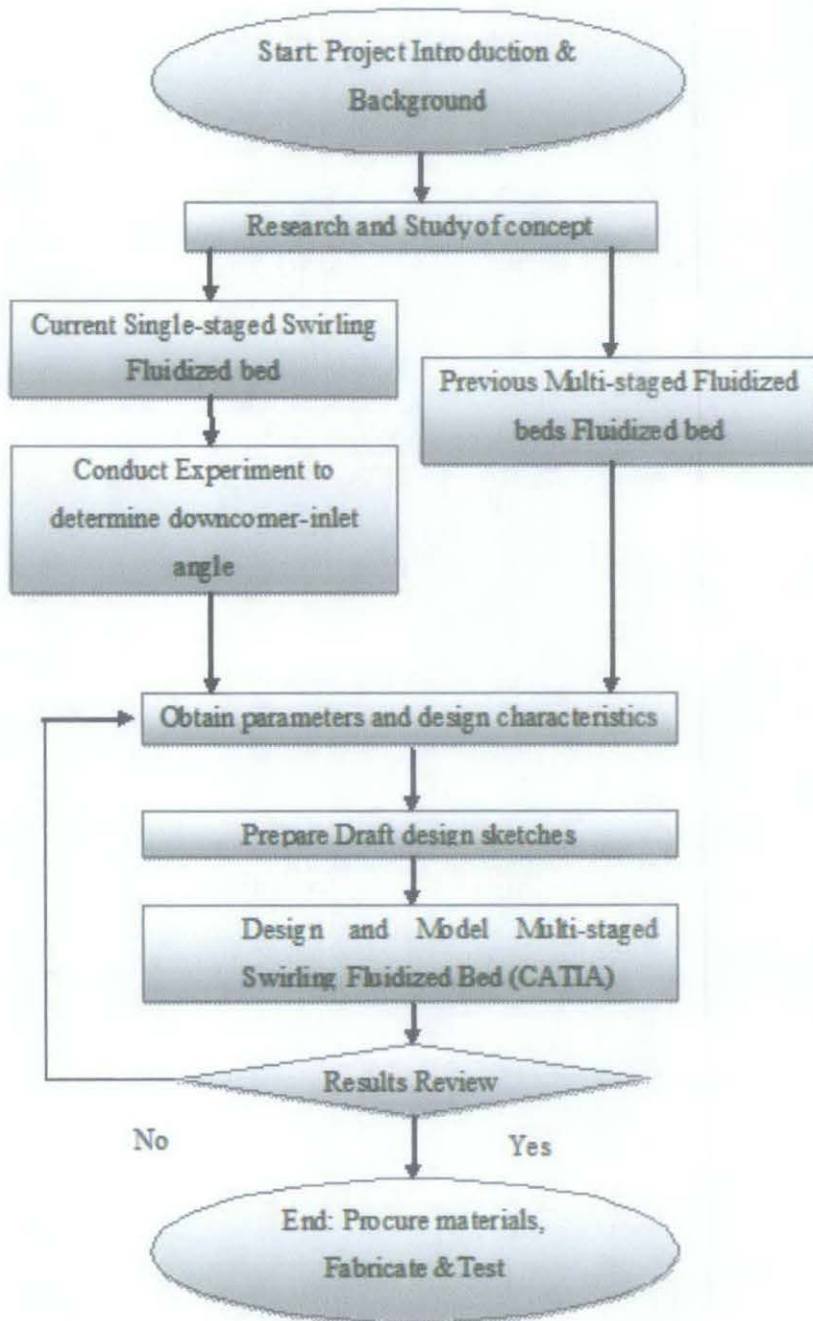 Start: Project Introduction &
Background
Research and Study of concept
Current Single-staged Swirling
Fluidized bed
Previous Multi-staged Fluidized
beds Fluidized bed
Conduct Experiment to
determine downcomer-inlet
angle
Obtain parameters and design characteristics
Prepare Draft design sketches
Design and Model Multi-staged
Swirling Fluidized Bed (CATIA)
Results Review
No
Yes
End: Procure materials,
Fabricate & Test